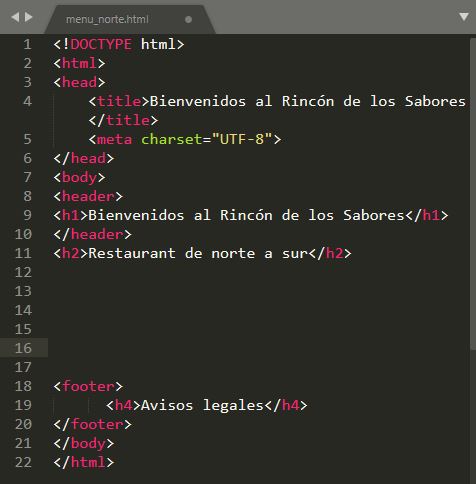 menu_norte.html
1 <!DOCTYPE html>
2 <html>
3 <head>
4 <title>Bienvenidos al Rincón de los Sabores
</title>
5 <meta charset="UTF-8">
6 </head>
7 <body>
8 <header>
9 <h1>Bienvenidos al Rincón de los Sabores</h1>
10 </header>
11 <h2>Restaurant de norte a sur</h2>
12
13
14
15
16
17
18 <footer>
19 <h4>Avisos legales</h4>
20 </footer>
21 </body>
22 </html>